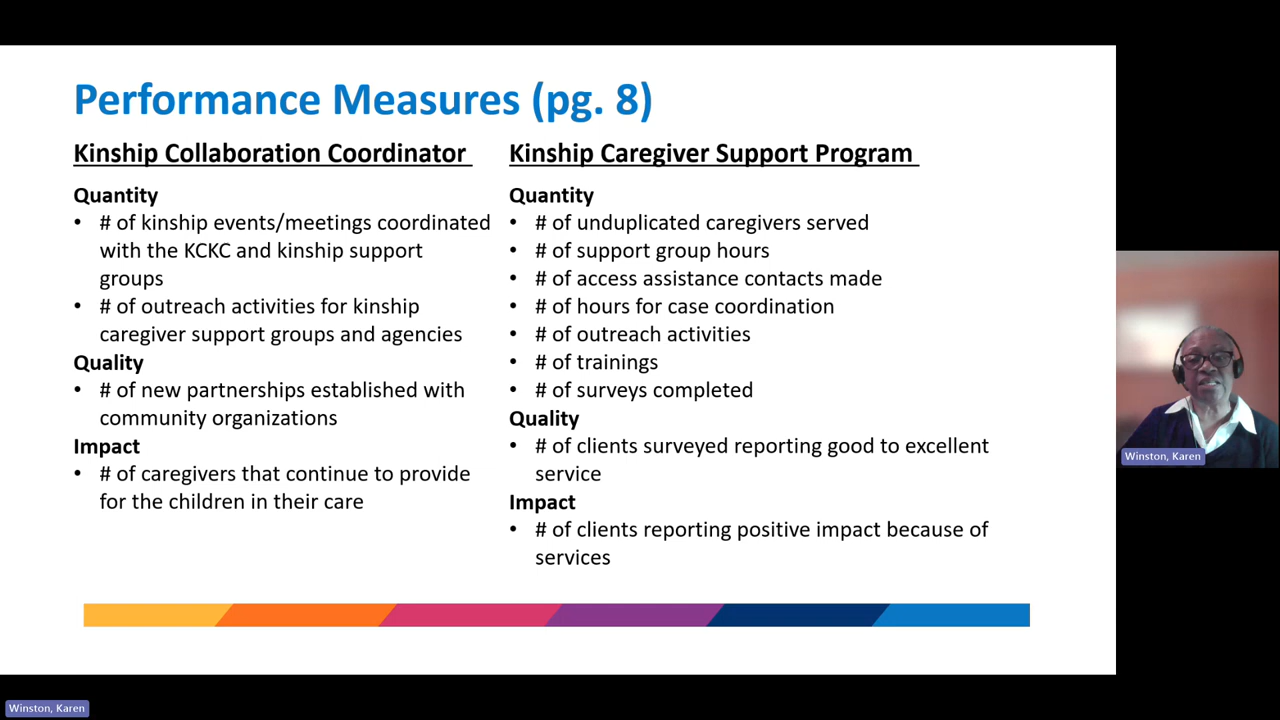 Performance Measures (pg. 8)
Kinship Collaboration Coordinator
Quantity
• # of kinship events/meetings coordinated
with the KCKC and kinship support
groups
• # of outreach activities for kinship
caregiver support groups and agencies
Quality
• # of new partnerships established with
community organizations
Impact
• # of caregivers that continue to provide
for the children in their care
Kinship Caregiver Support Program
Quantity
• # of unduplicated caregivers served
• # of support group hours
• # of access assistance contacts made
• # of hours for case coordination
• # of outreach activities
• # of trainings
• # of surveys completed
Quality
• # of clients surveyed reporting good to excellent
service
Impact
• # of clients reporting positive impact because of
services
Winston, Karen
Winston, Karen